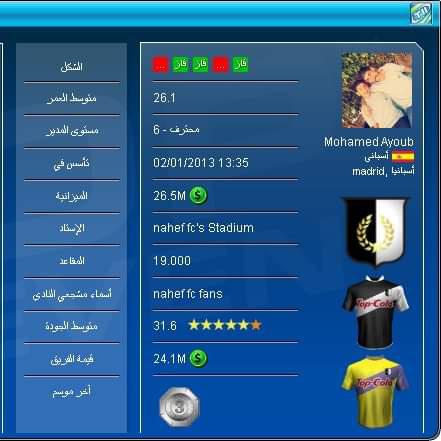 الشكل ... فاز فاز ... فاز
متوسط العمر 26.1
مستوى المدير محترف - 6
تأسس في 02/01/2013 13:35
الميزانية 26.5M $
الإستاد nahef fc's Stadium
المقاعد 19.000
أسماء مشجعي النادي nahef fc fans
متوسط الجودة 31.6
قيمة الفريق 24.1M $
آخر موسم 3
Mohamed Ayoub
أسباني
madrid, أسبانيا
Top-Cola
Top-Cola